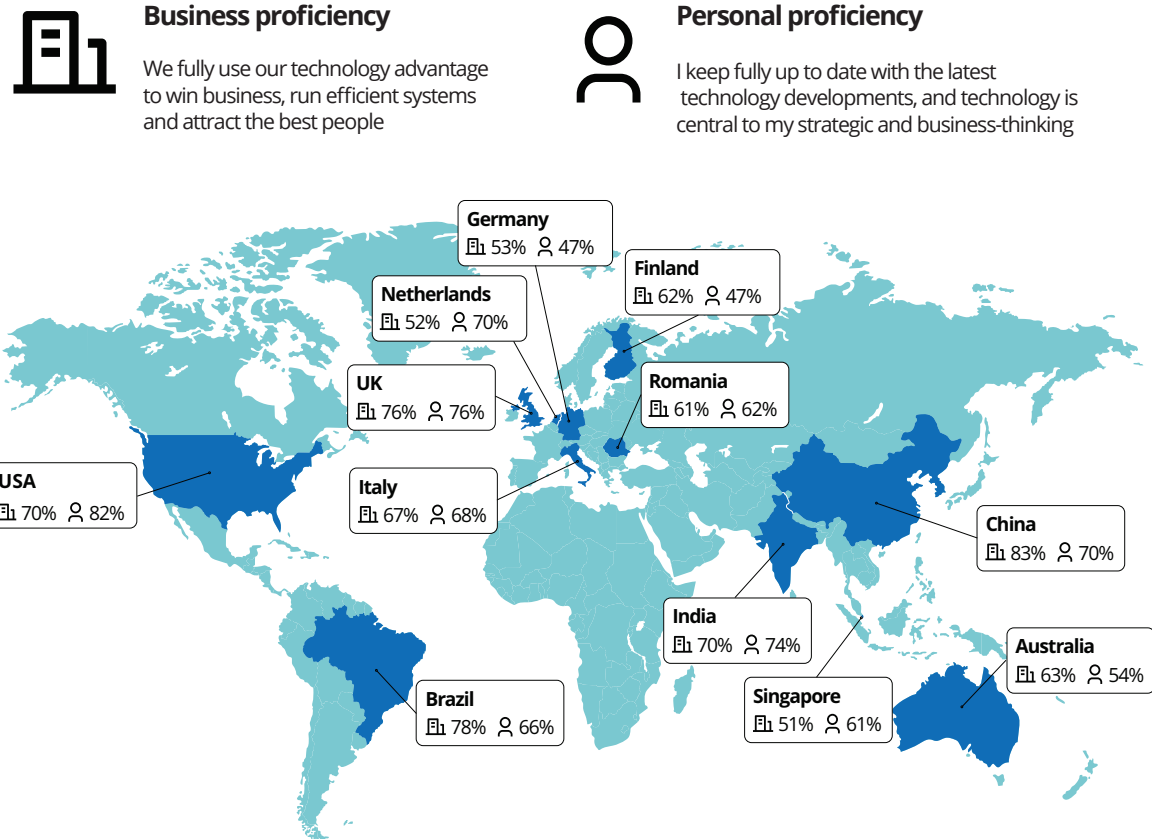 Business proficiency
We fully use our technology advantage
to win business, run efficient systems
and attract the best people
Personal proficiency
I keep fully up to date with the latest
technology developments, and technology is
central to my strategic and business-thinking
Germany
53% 47%
Finland
62% 47%
Netherlands
52% 70%
UK
76% 76%
Romania
61% 62%
USA
70% 82%
Italy
67% 68%
China
83% 70%
India
70% 74%
Australia
63% 54%
Brazil
78% 66%
Singapore
51% 61%